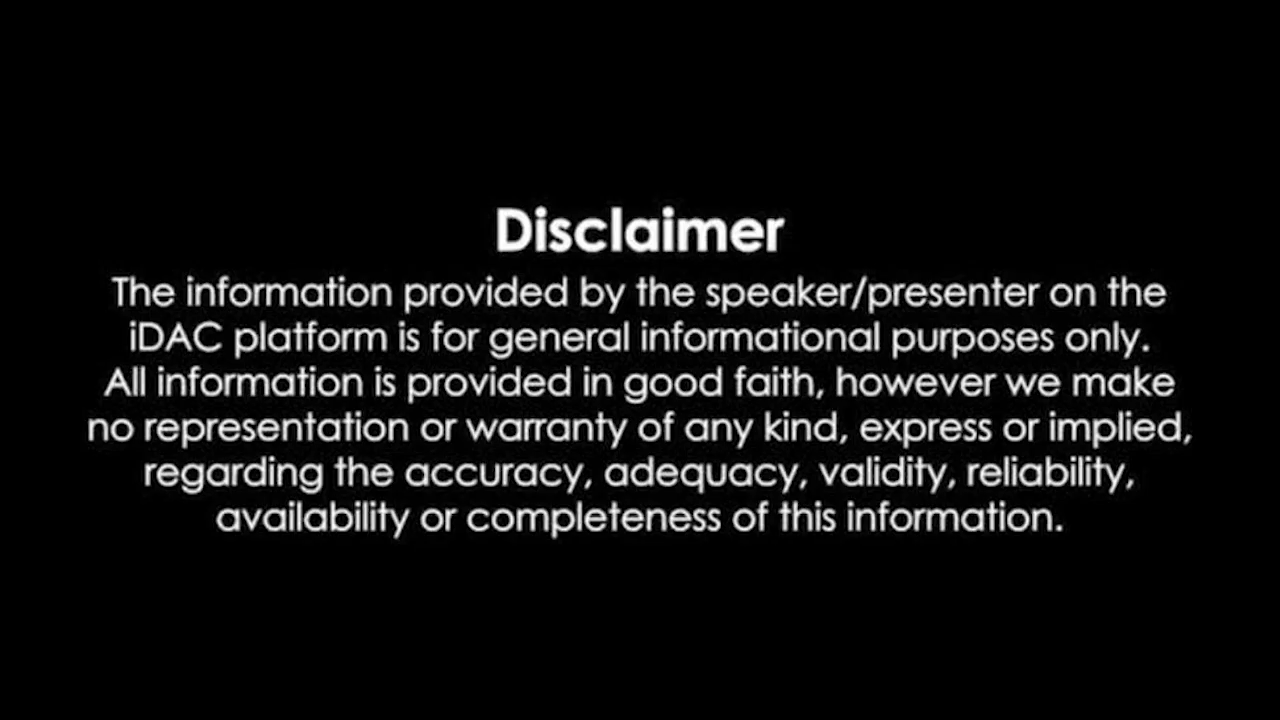 Disclaimer
The information provided by the speaker/presenter on the
iDAC platform is for general informational purposes only.
All information is provided in good faith, however we make
no representation or warranty of any kind, express or implied,
regarding the accuracy, adequacy, validity, reliability,
availability or completeness of this information.